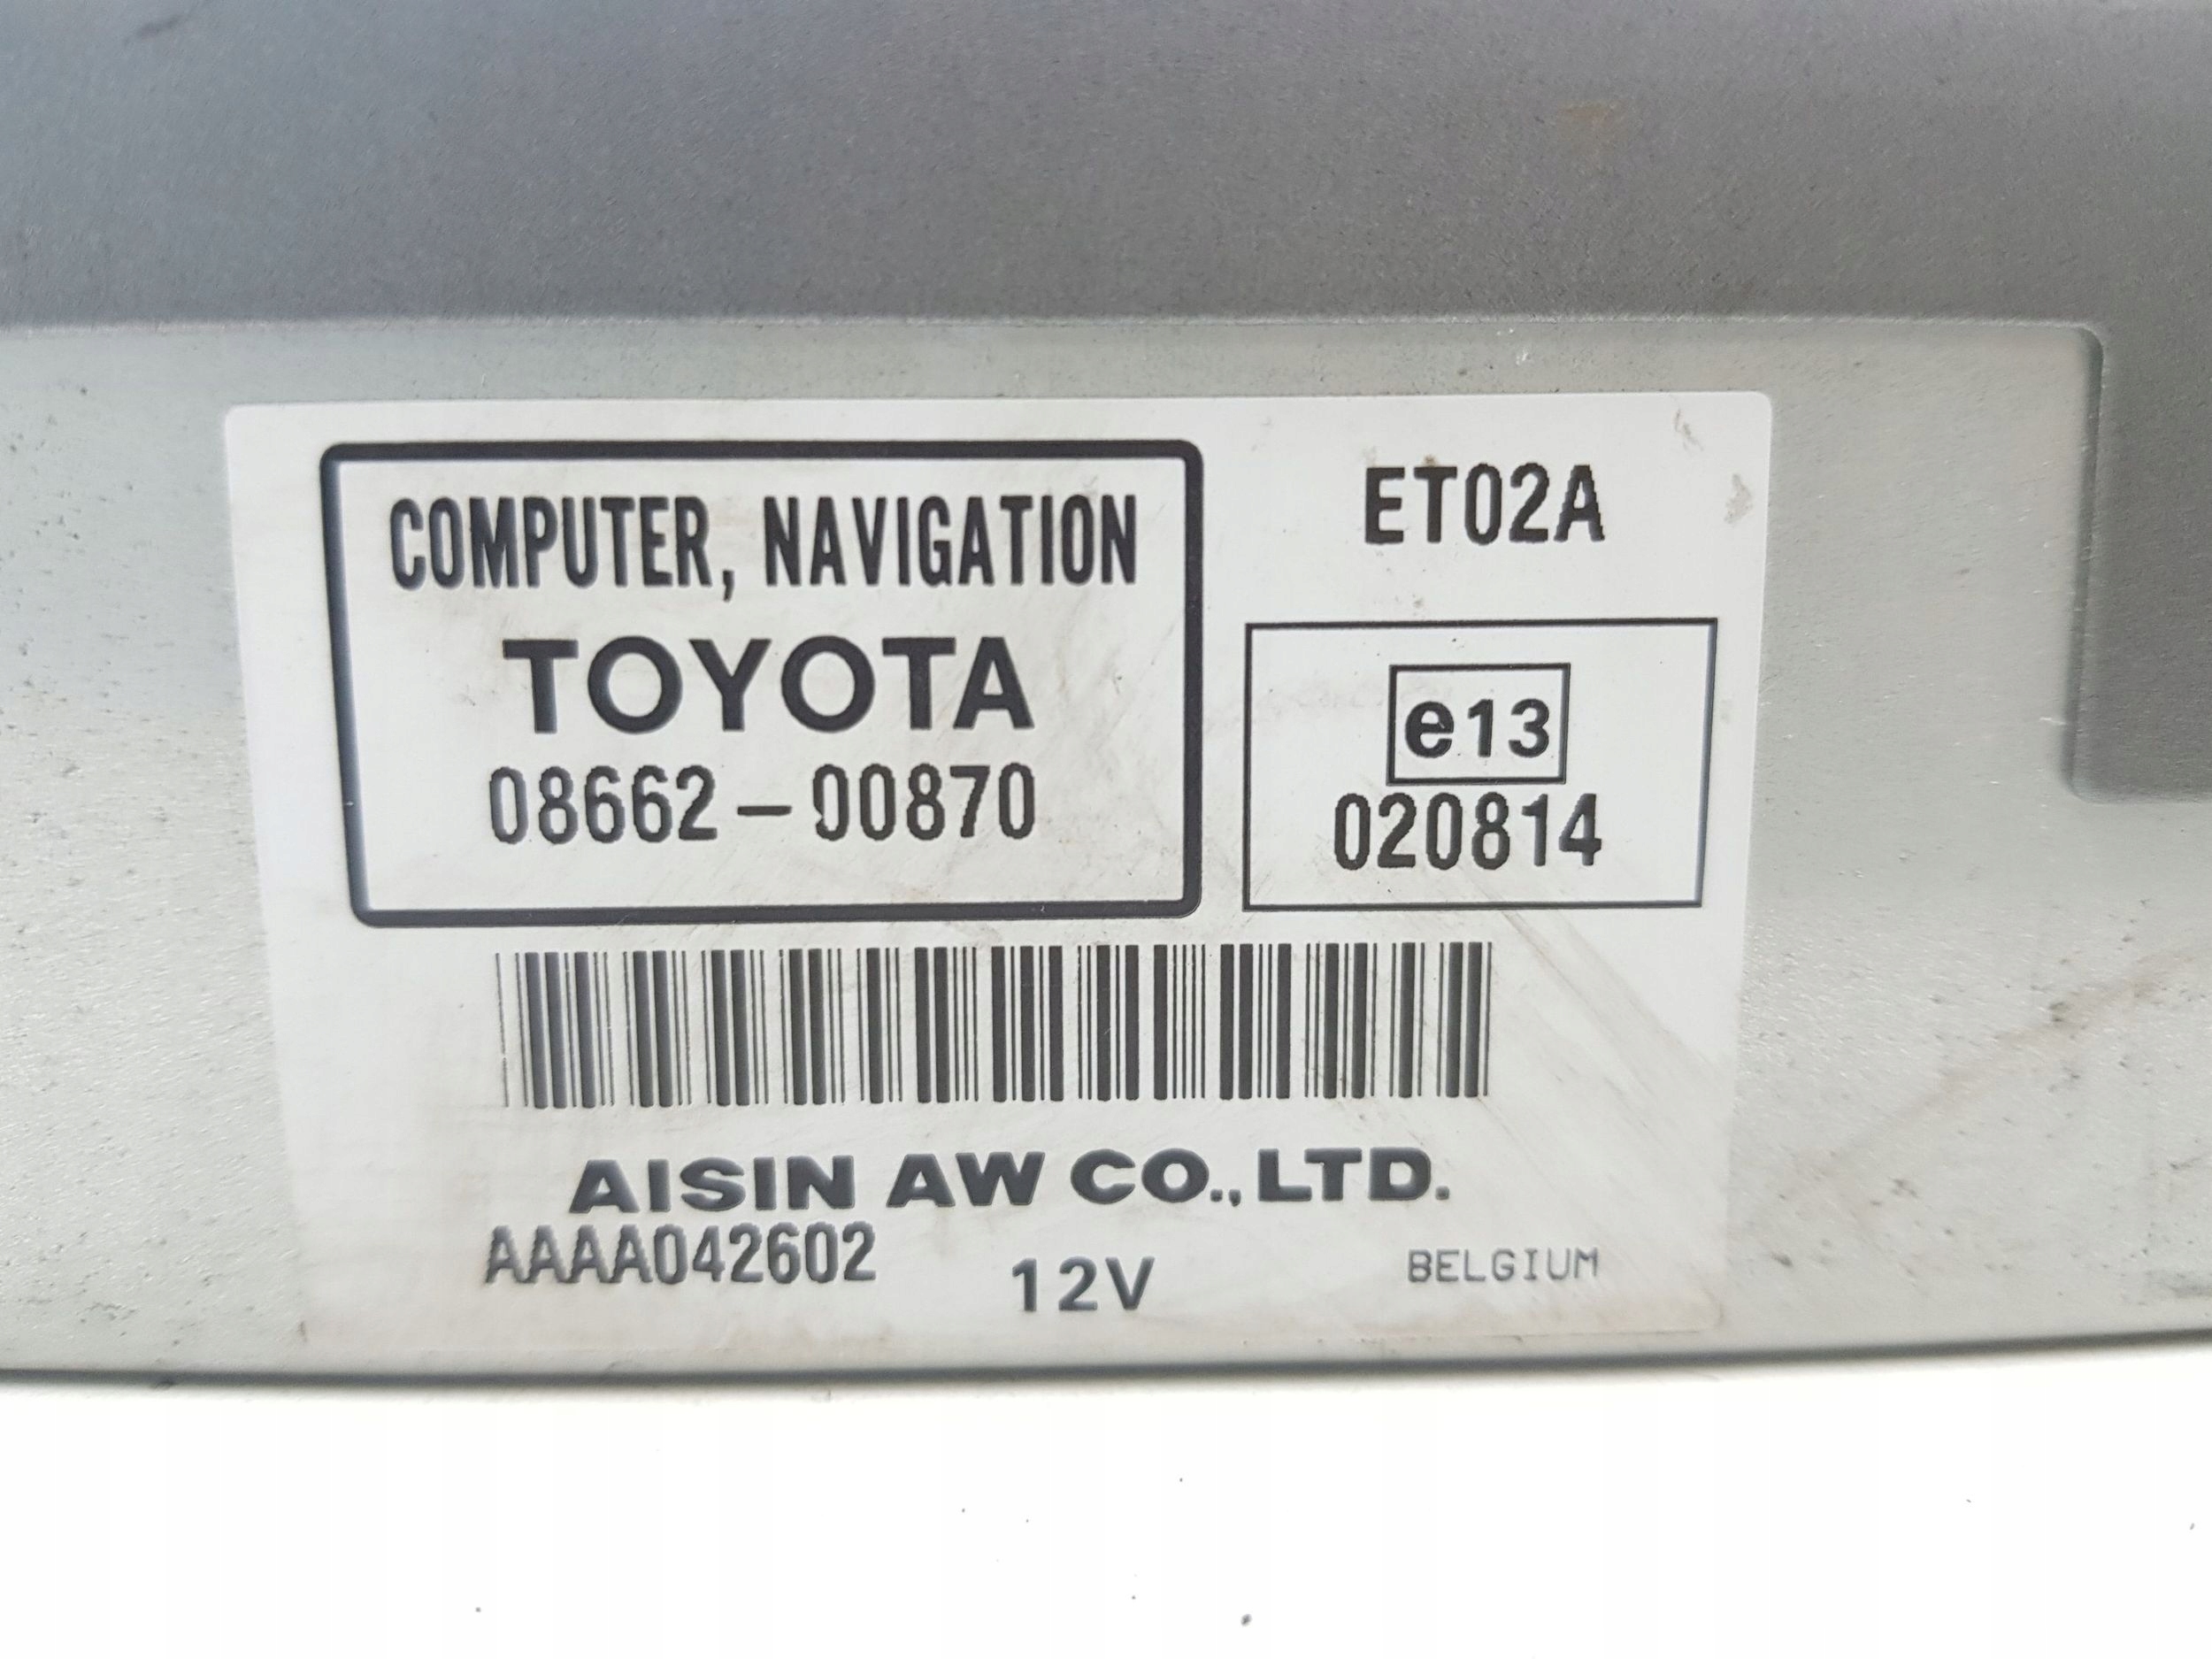 COMPUTER, NAVIGATION
TOYOTA
08662-00870
ET02A
e13
020814
AISIN AW CO.,LTD.
AAAA042602
12V
BELGIUM